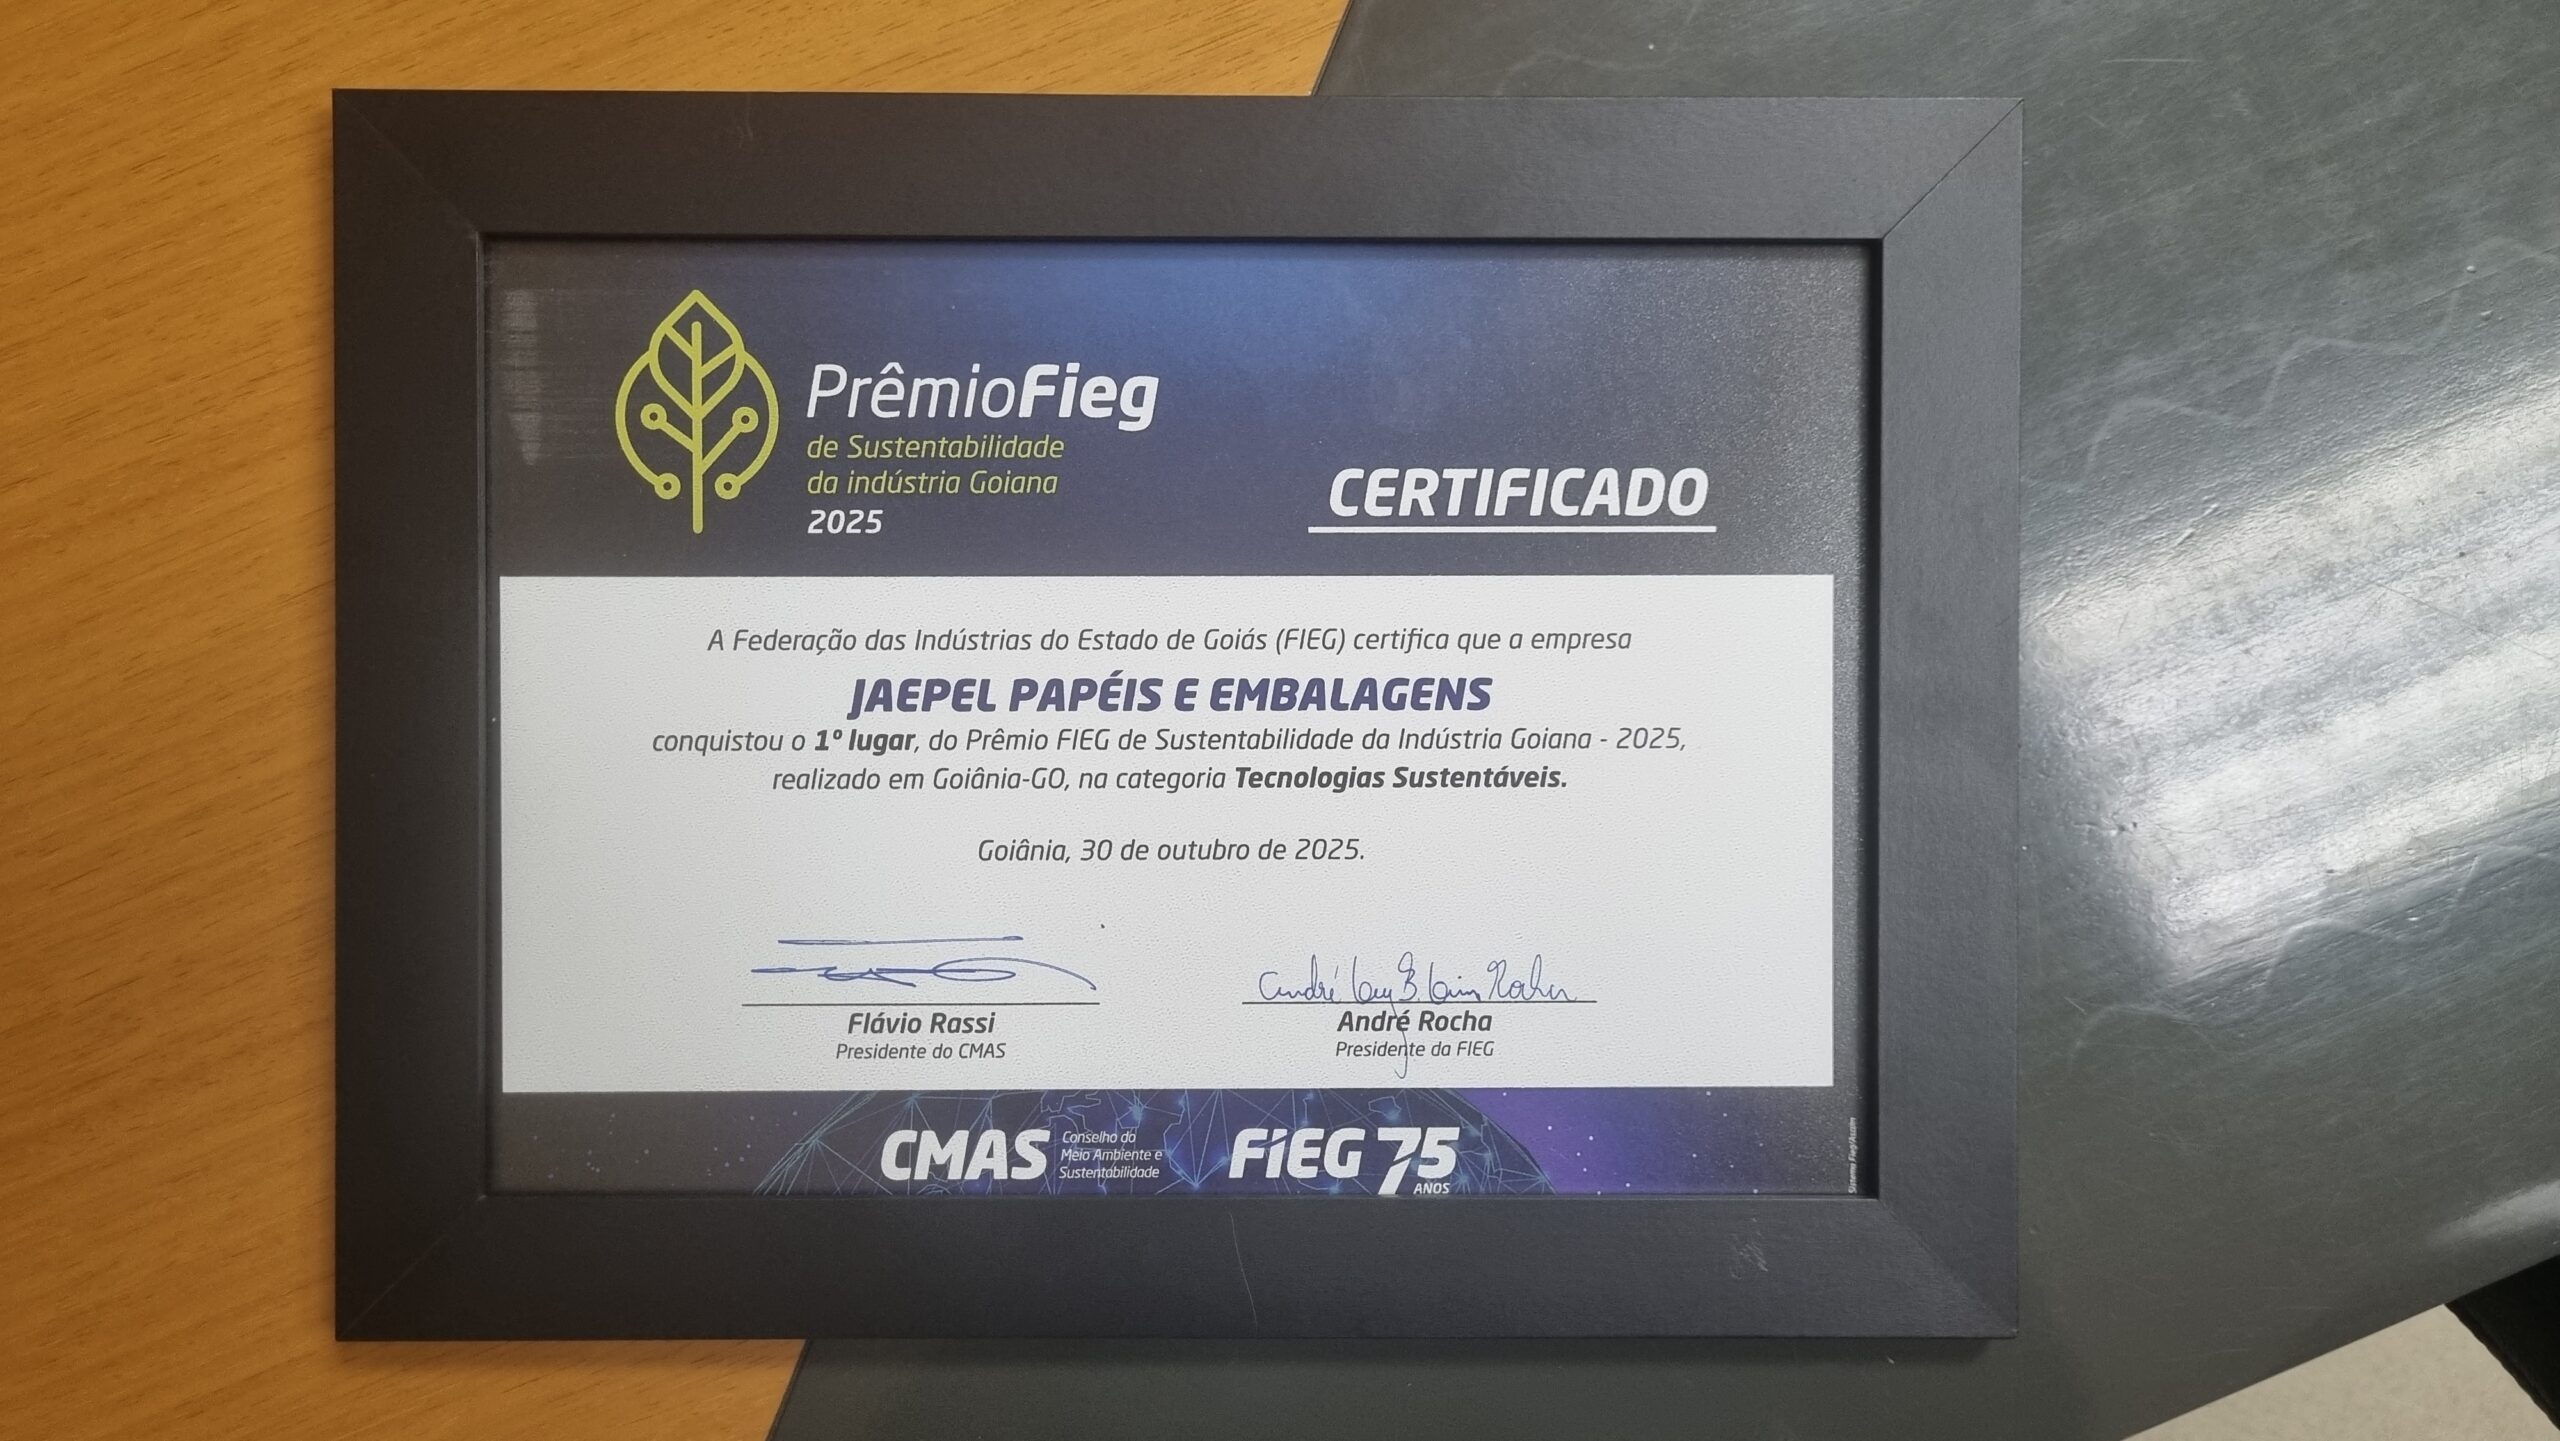 PrêmioFieg
de Sustentabilidade
da indústria Goiana
2025
CERTIFICADO
A Federação das Indústrias do Estado de Goiás (FIEG) certifica que a empresa
JAEPEL PAPÉIS E EMBALAGENS
conquistou o 1º lugar, do Prêmio FIEG de Sustentabilidade da Indústria Goiana - 2025,
realizado em Goiânia-GO, na categoria Tecnologias Sustentáveis.
Goiânia, 30 de outubro de 2025.
Flávio Rassi
Presidente do CMAS
André Rocha
Presidente da FIEG
CMAS
Conselho do
Meio Ambiente e
Sustentabilidade
FIEG 75
ANOS